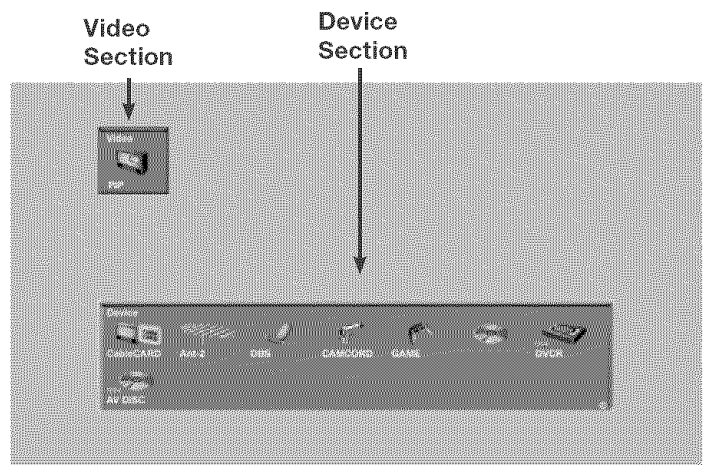 Video
Section
Device
Section
Video
PIP
Device
CableCARD Ant-2 DBS CAMCORD GAME DVCR
AV DISC